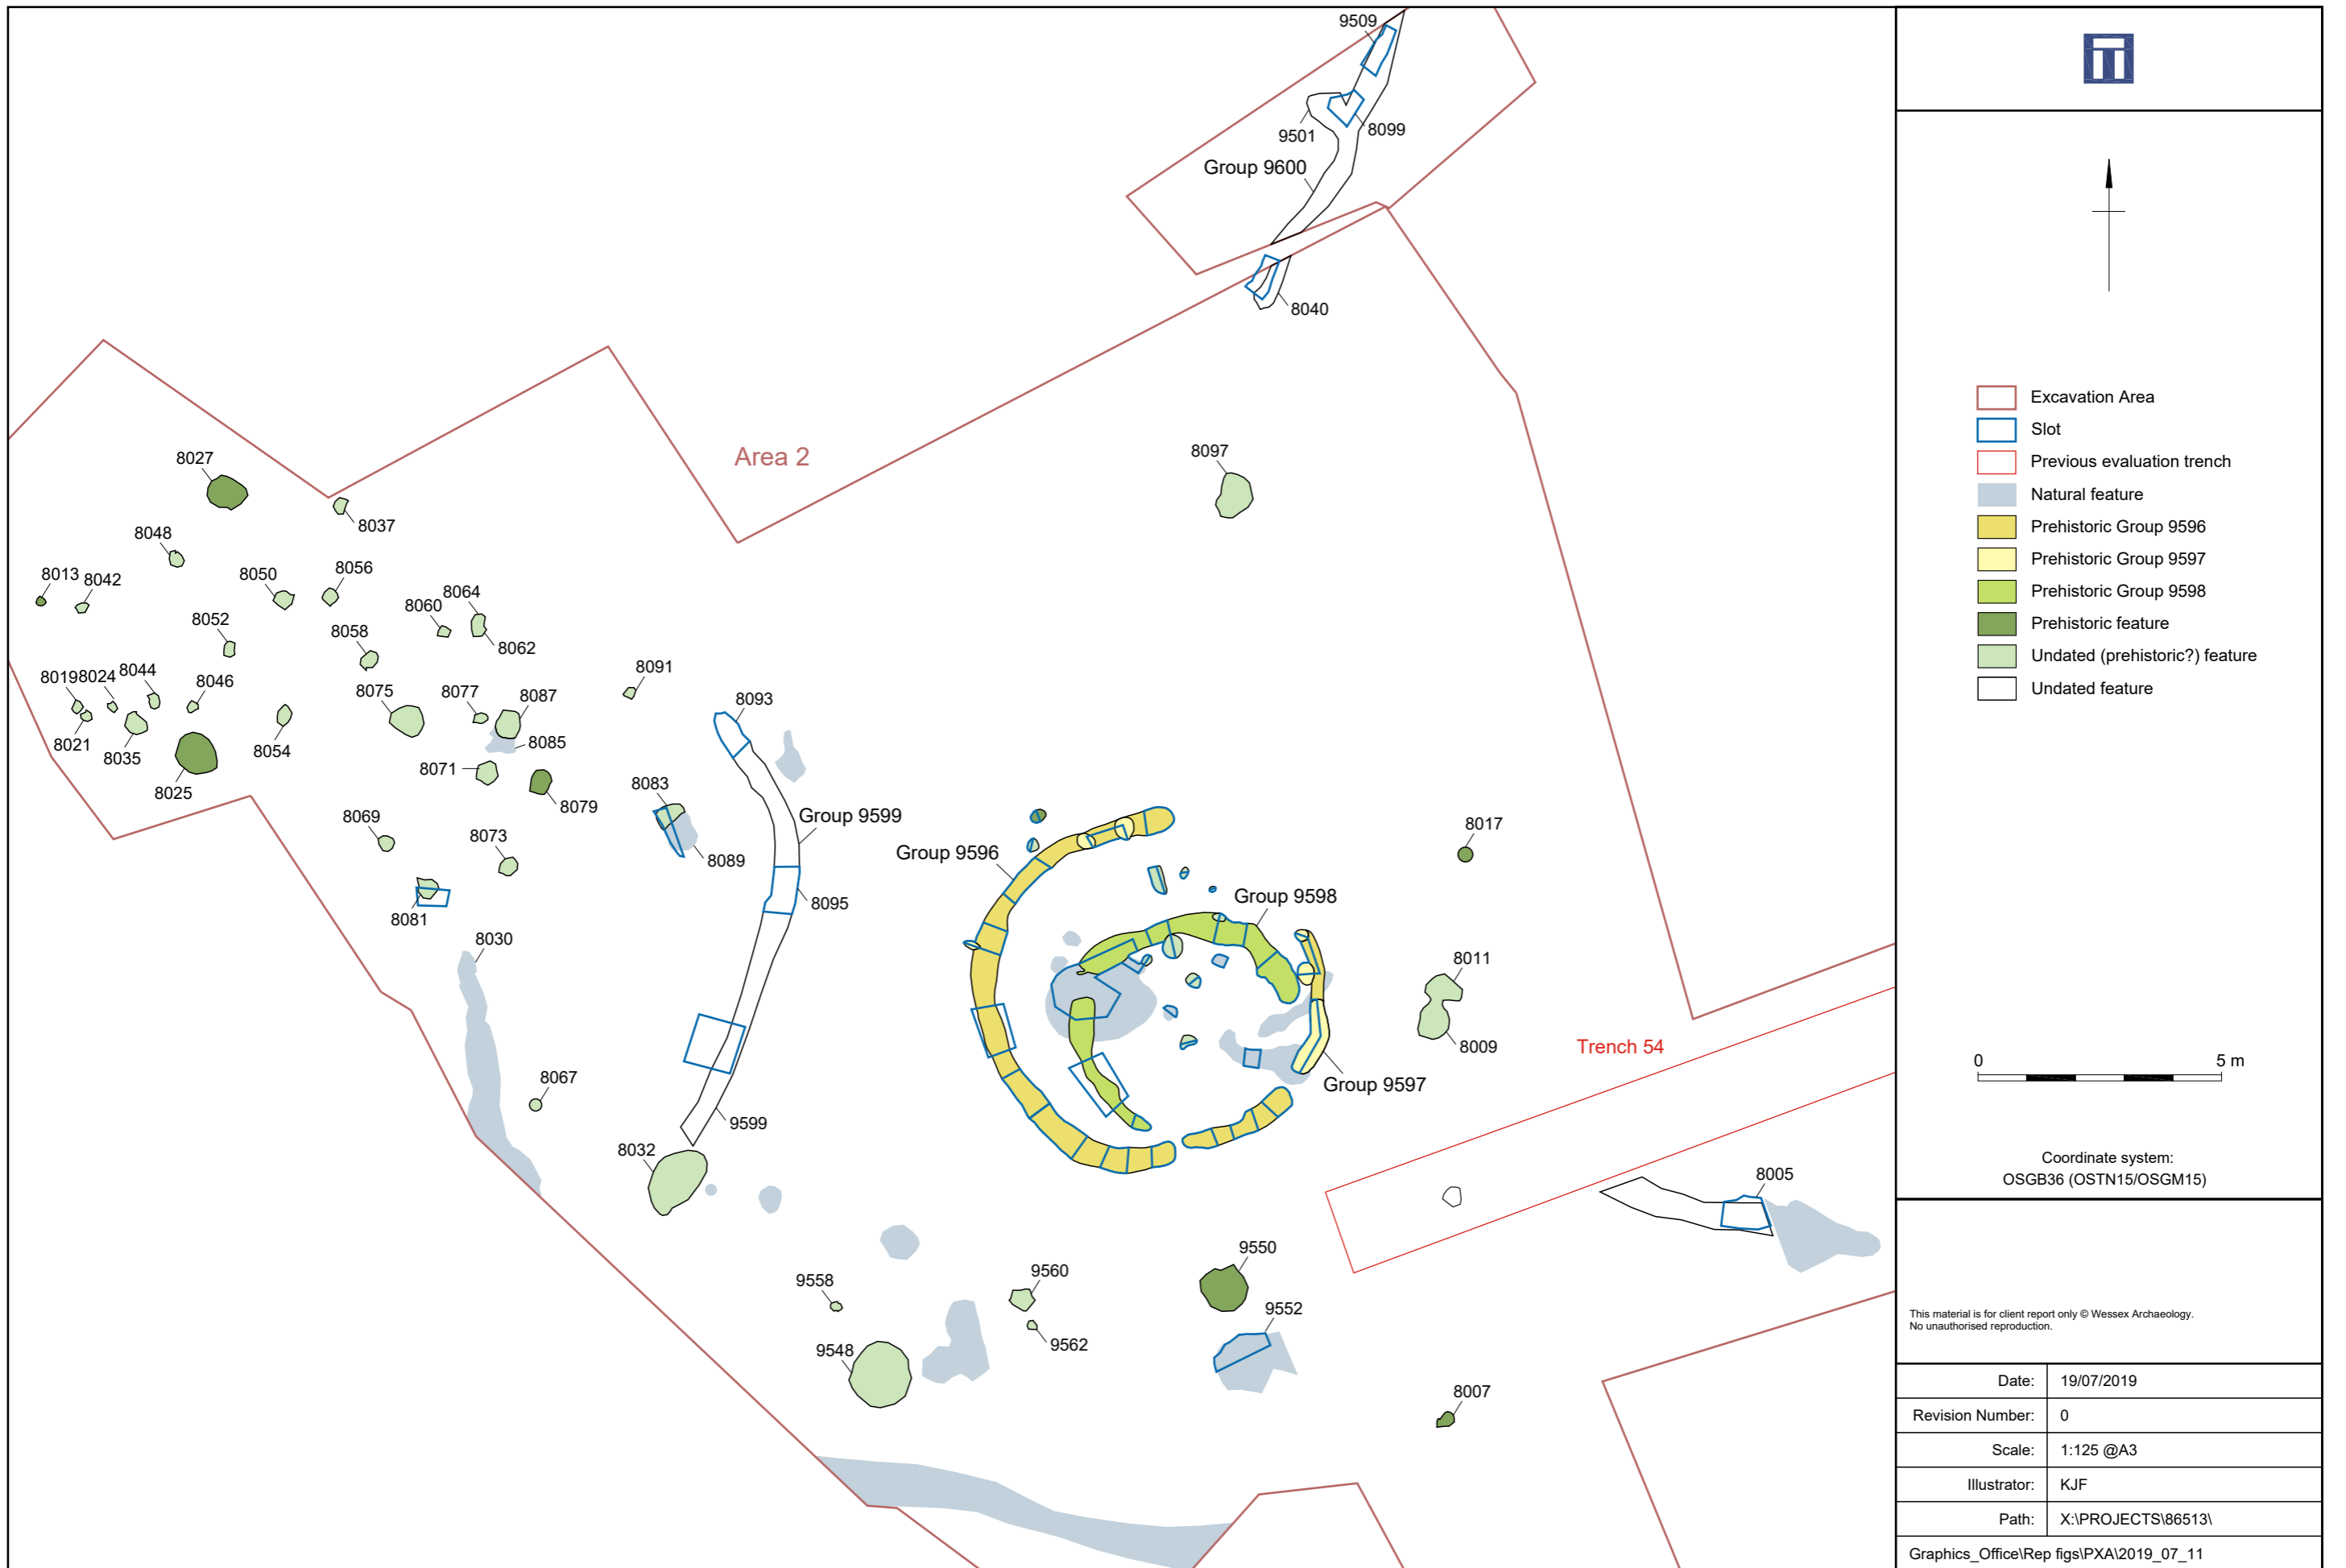 9509
9501
8099
Group 9600
8040
Area 2
8027
8037
8097
8048
8013
8042
8050
8056
8052
8060
8064
8058
8062
8019
8024
8044
8046
8091
8075
8077
8087
8093
8021
8035
8054
8085
8025
8071
8079
8083
Group 9599
8069
8073
8089
Group 9596
8017
8081
8095
Group 9598
8030
8011
8009
Trench 54
8067
Group 9597
9599
8032
8005
9550
9558
9560
9552
9548
9562
8007
Excavation Area
Slot
Previous evaluation trench
Natural feature
Prehistoric Group 9596
Prehistoric Group 9597
Prehistoric Group 9598
Prehistoric feature
Undated (prehistoric?) feature
Undated feature
0 5 m
Coordinate system:
OSGB36 (OSTN15/OSGM15)
This material is for client report only © Wessex Archaeology.
No unauthorised reproduction.
Date: 19/07/2019
Revision Number: 0
Scale: 1:125 @A3
Illustrator: KJF
Path: X:\PROJECTS\86513\
Graphics_Office\Rep figs\PXA\2019_07_11